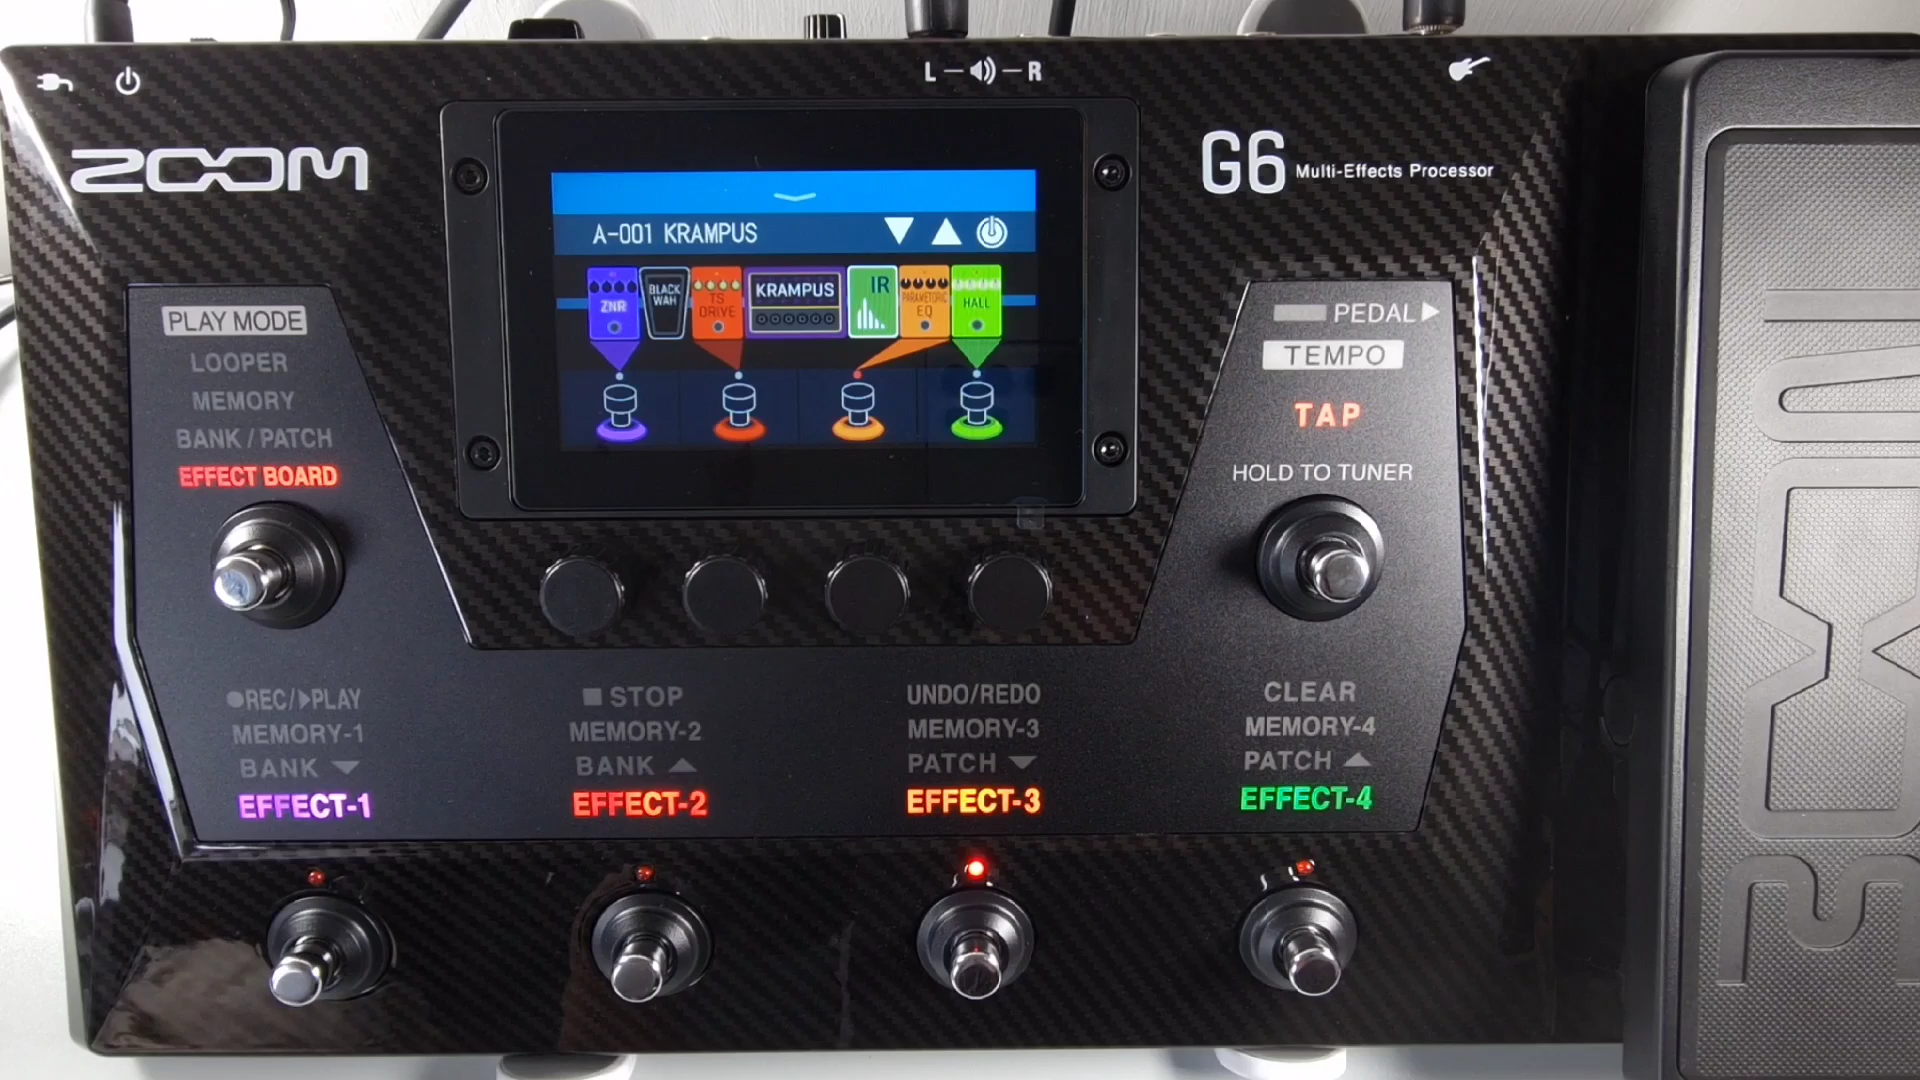 L R
ZOOM
G6 Multi-Effects Processor
A-001 KRAMPUS
ZNR
BLACK
WAH
TS
DRIVE
KRAMPUS
IR
PARAMETORIC
EQ
HALL
PLAY MODE
LOOPER
MEMORY
BANK / PATCH
EFFECT BOARD
PEDAL
TEMPO
TAP
HOLD TO TUNER
REC/PLAY
MEMORY-1
BANK
EFFECT-1
STOP
MEMORY-2
BANK
EFFECT-2
UNDO/REDO
MEMORY-3
PATCH
EFFECT-3
CLEAR
MEMORY-4
PATCH
EFFECT-4
ZOOM